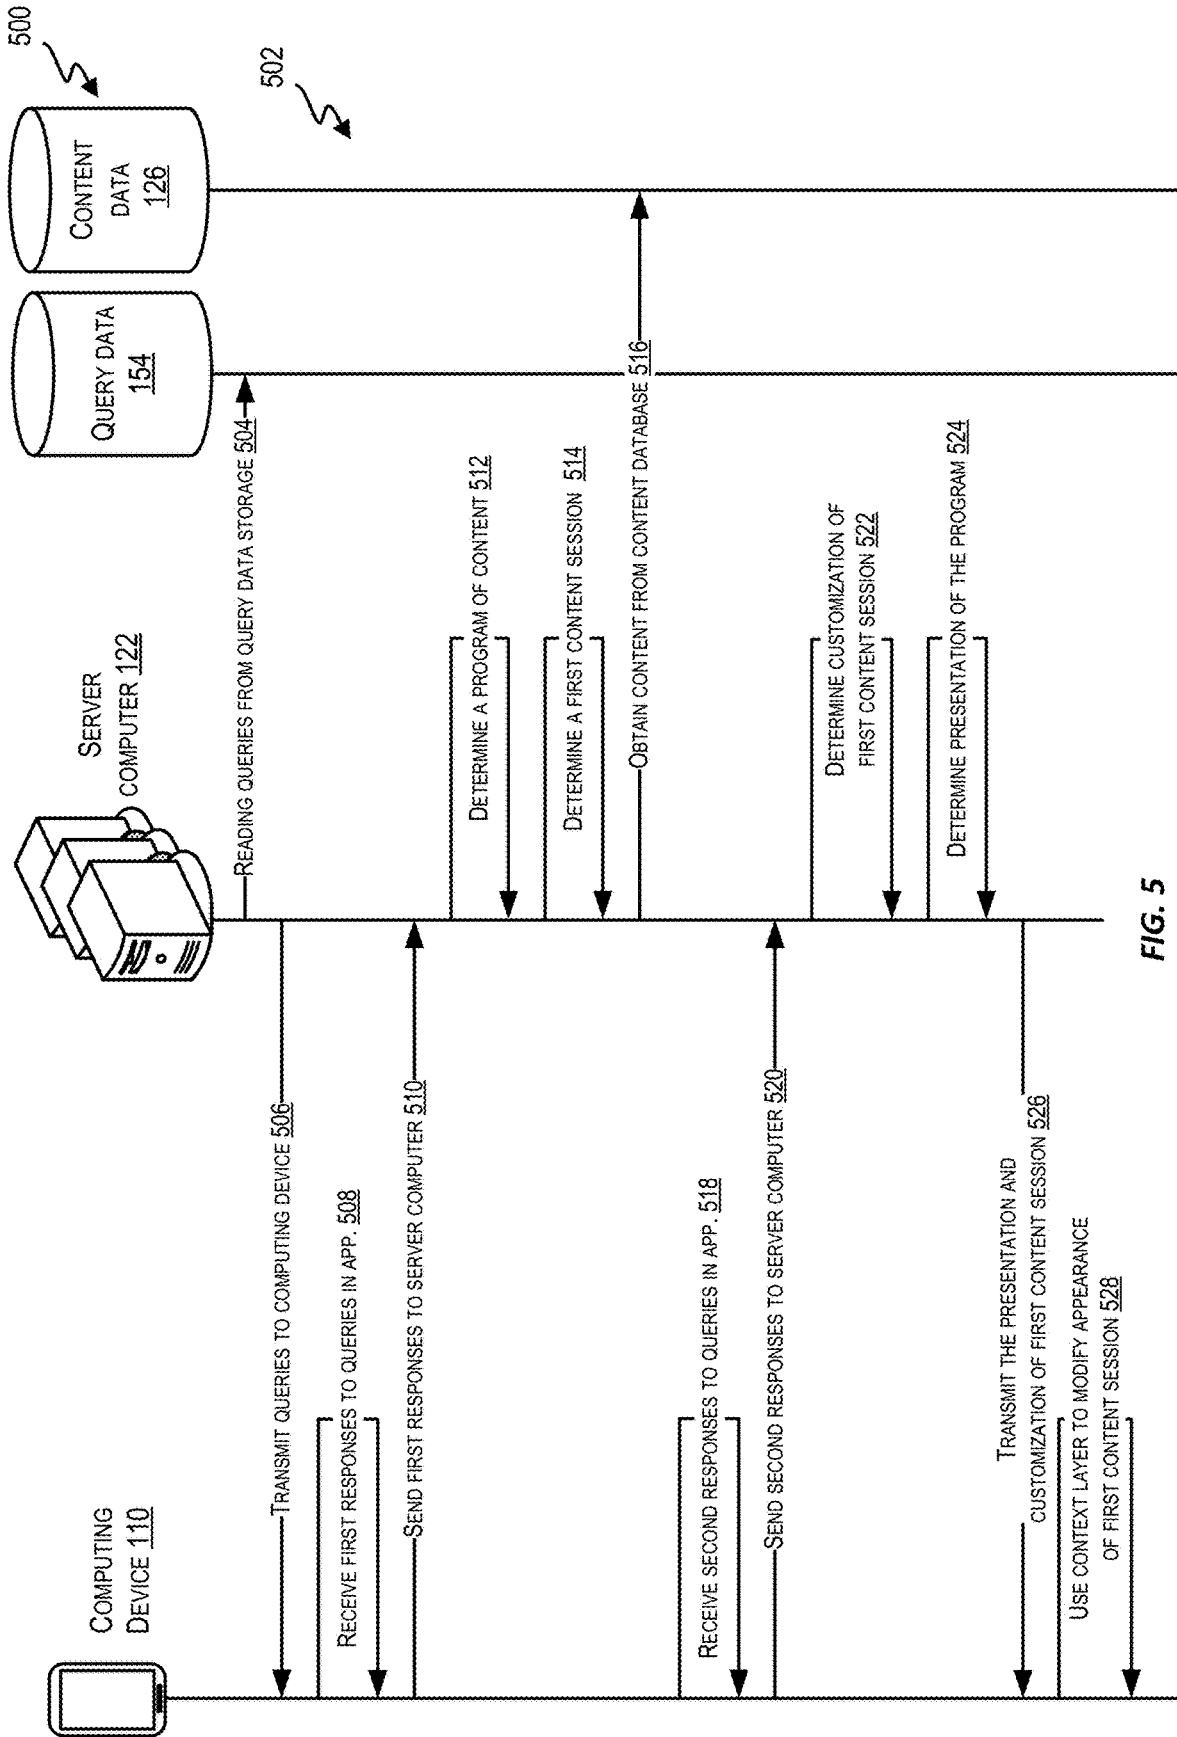 500
502
COMPUTING
DEVICE 110
SERVER
COMPUTER 122
QUERY DATA
154
CONTENT
DATA
126
READING QUERIES FROM QUERY DATA STORAGE 504
TRANSMIT QUERIES TO COMPUTING DEVICE 506
RECEIVE FIRST RESPONSES TO QUERIES IN APP. 508
SEND FIRST RESPONSES TO SERVER COMPUTER 510
DETERMINE A PROGRAM OF CONTENT 512
DETERMINE A FIRST CONTENT SESSION 514
OBTAIN CONTENT FROM CONTENT DATABASE 516
RECEIVE SECOND RESPONSES TO QUERIES IN APP. 518
SEND SECOND RESPONSES TO SERVER COMPUTER 520
DETERMINE CUSTOMIZATION OF
FIRST CONTENT SESSION 522
DETERMINE PRESENTATION OF THE PROGRAM 524
TRANSMIT THE PRESENTATION AND
CUSTOMIZATION OF FIRST CONTENT SESSION 526
USE CONTEXT LAYER TO MODIFY APPEARANCE
OF FIRST CONTENT SESSION 528
FIG. 5